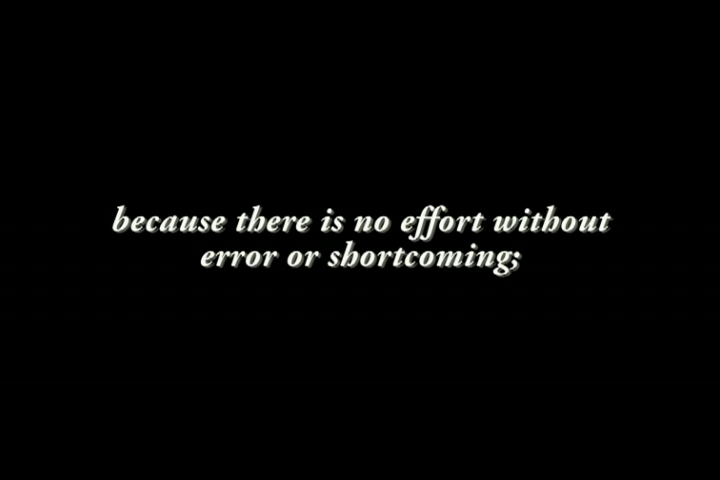 because there is no effort without
error or shortcoming;